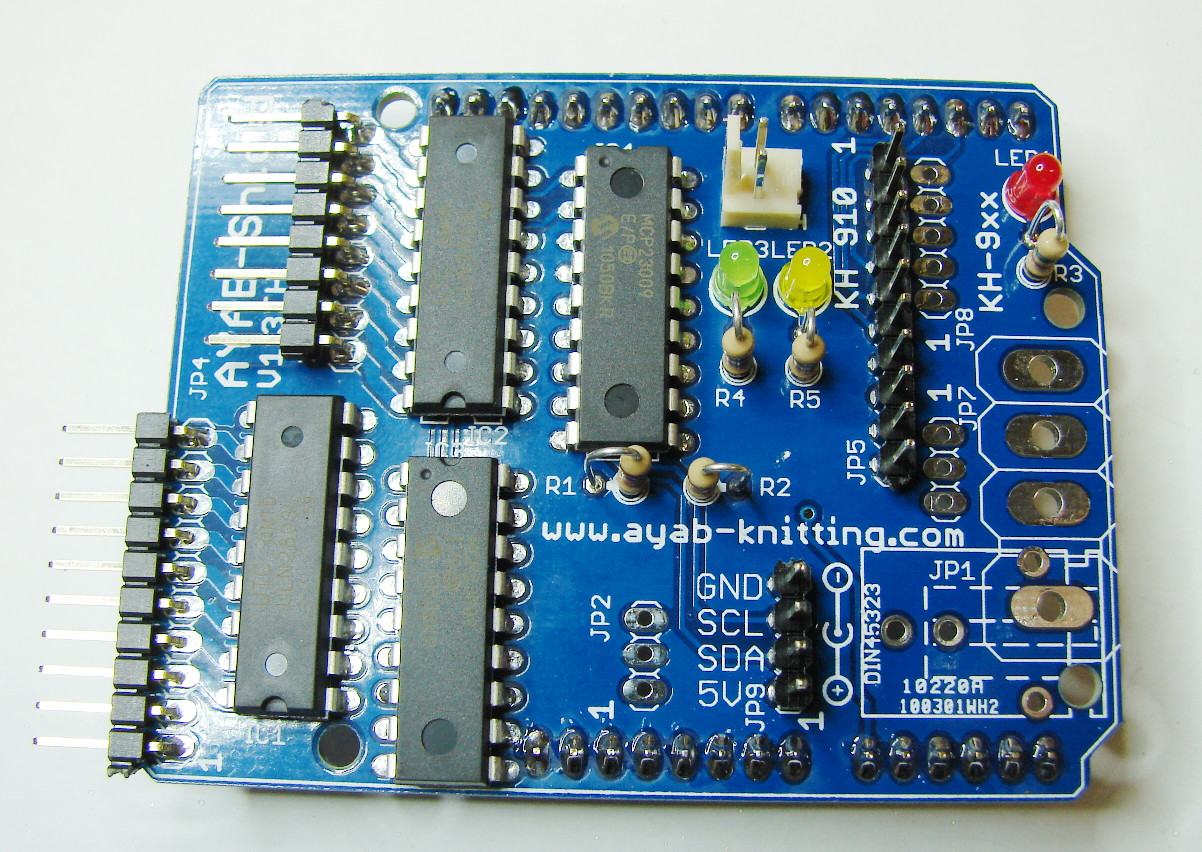 AYAB-Shield
LED1
KH-910
1
KH-9xx
LED3
LED2
MCP23009
E/P
R3
JP4
R4
R5
1
JP8
IC2
1
JP7
JP5
R1
R2
www.ayab-knitting.com
JP1
GND
SCL
SDA
5V
JP2
JP9
DIN45323
10220A
100301WH2
1
1
IC1
1